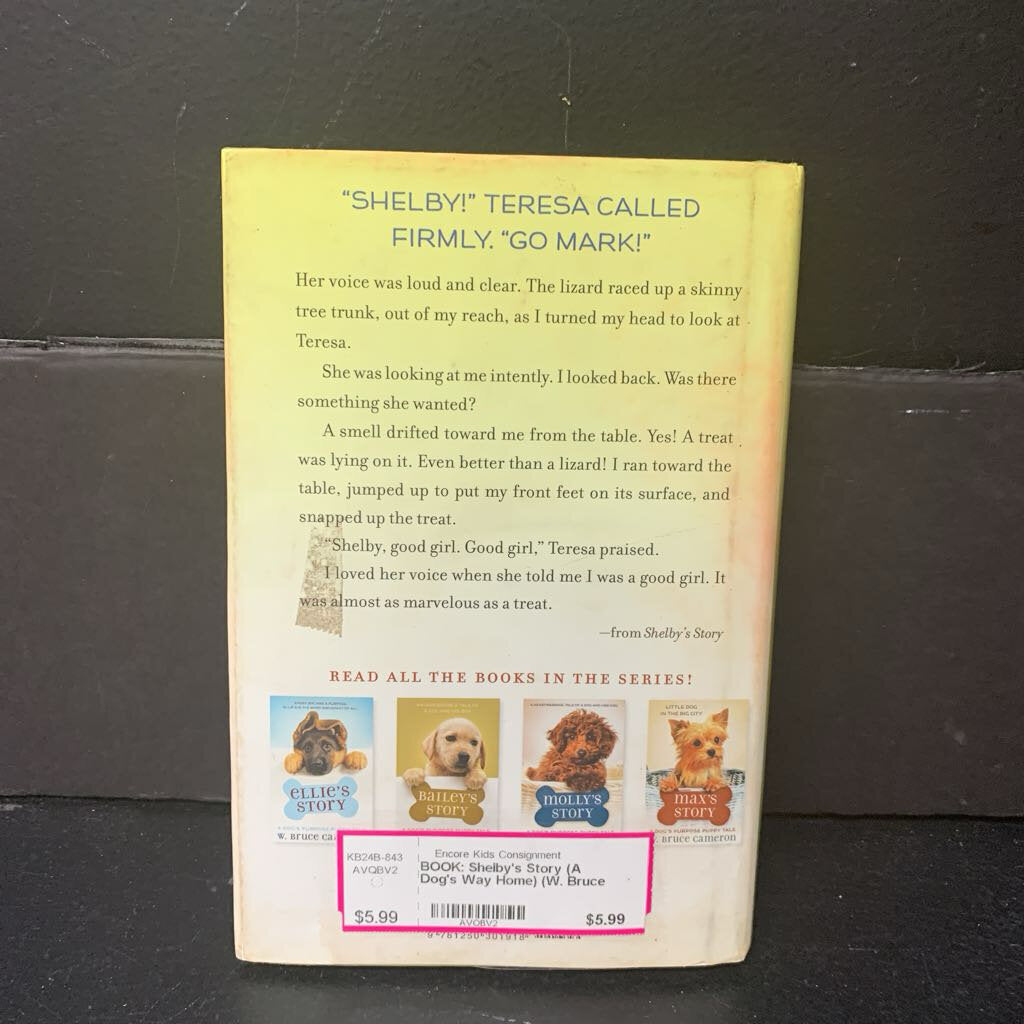 “SHELBY!” TERESA CALLED
FIRMLY. “GO MARK!”
Her voice was loud and clear. The lizard raced up a skinny
tree trunk, out of my reach, as I turned my head to look at
Teresa.
She was looking at me intently. I looked back. Was there
something she wanted?
A smell drifted toward me from the table. Yes! A treat
was lying on it. Even better than a lizard! I ran toward the
table, jumped up to put my front feet on its surface, and
snapped up the treat.
“Shelby, good girl. Good girl,” Teresa praised.
I loved her voice when she told me I was a good girl. It
was almost as marvelous as a treat.
—from Shelby’s Story
READ ALL THE BOOKS IN THE SERIES!
ELLIE'S
STORY
W. BRUCE
BAILEY'S
STORY
MOLLY'S
STORY
LITTLE DOG
IN THE BIG CITY
MAX'S
STORY
DOG'S PURPOSE PUPPY TALE
BRUCE CAMERON
KB24B-843
AVQBV2
$5.99
Encore Kids Consignment
BOOK: Shelby's Story (A
Dog's Way Home) (W. Bruce
AVQBV2
$5.99